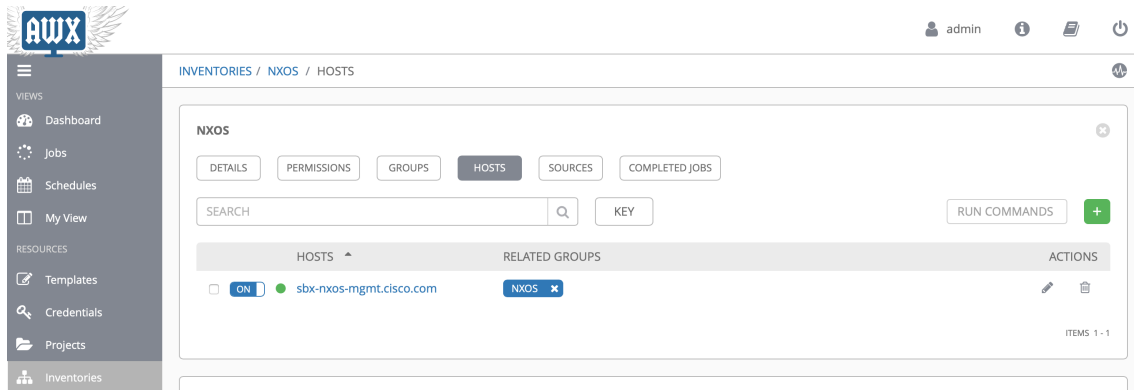 AWX
admin
INVENTORIES / NXOS / HOSTS
VIEWS
Dashboard
Jobs
Schedules
My View
RESOURCES
Templates
Credentials
Projects
Inventories
NXOS
DETAILS PERMISSIONS GROUPS HOSTS SOURCES COMPLETED JOBS
SEARCH KEY RUN COMMANDS +
HOSTS RELATED GROUPS ACTIONS
ON sbx-nxos-mgmt.cisco.com NXOS
ITEMS 1 - 1